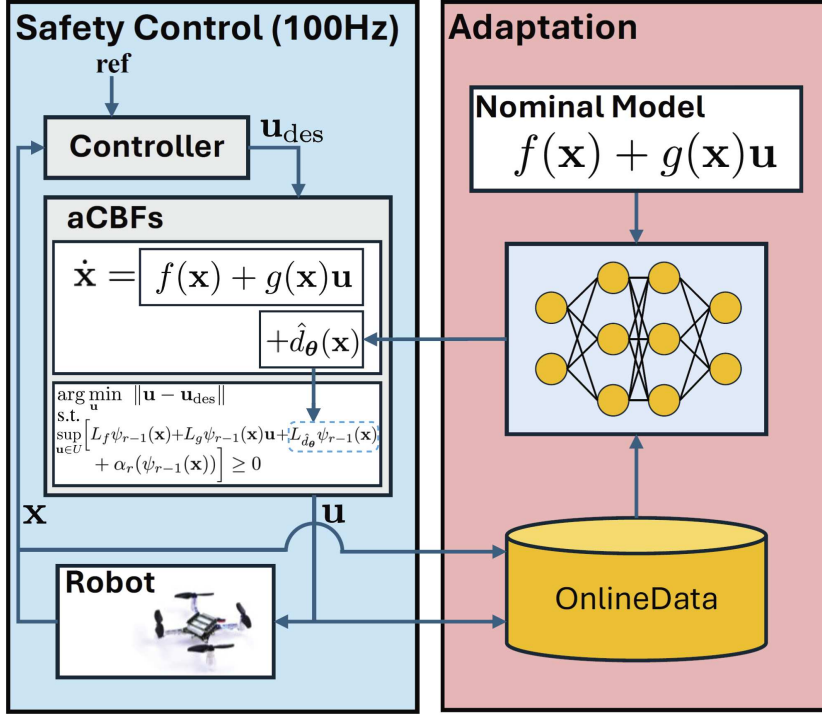 Safety Control (100Hz)
ref
Controller
𝐮_des
aCBFs
ẋ = f(𝐱) + g(𝐱)𝐮
+d̂_𝜽(𝐱)
arg min_𝐮 ‖𝐮 − 𝐮_des‖
s.t.
sup_{𝐮∈U} [L_f ψ_{r−1}(𝐱)+L_g ψ_{r−1}(𝐱)𝐮+L_{d̂_𝜽} ψ_{r−1}(𝐱)
+ α_r(ψ_{r−1}(𝐱))] ≥ 0
𝐱
𝐮
Robot
Adaptation
Nominal Model
f(𝐱) + g(𝐱)𝐮
OnlineData